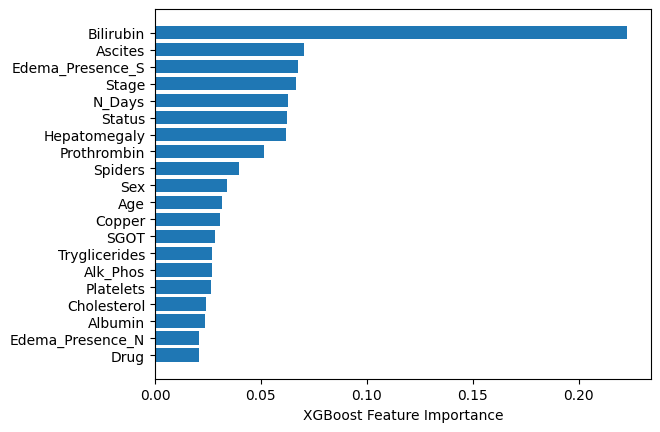 Bilirubin
Ascites
Edema_Presence_S
Stage
N_Days
Status
Hepatomegaly
Prothrombin
Spiders
Sex
Age
Copper
SGOT
Tryglicerides
Alk_Phos
Platelets
Cholesterol
Albumin
Edema_Presence_N
Drug
0.00 0.05 0.10 0.15 0.20
XGBoost Feature Importance